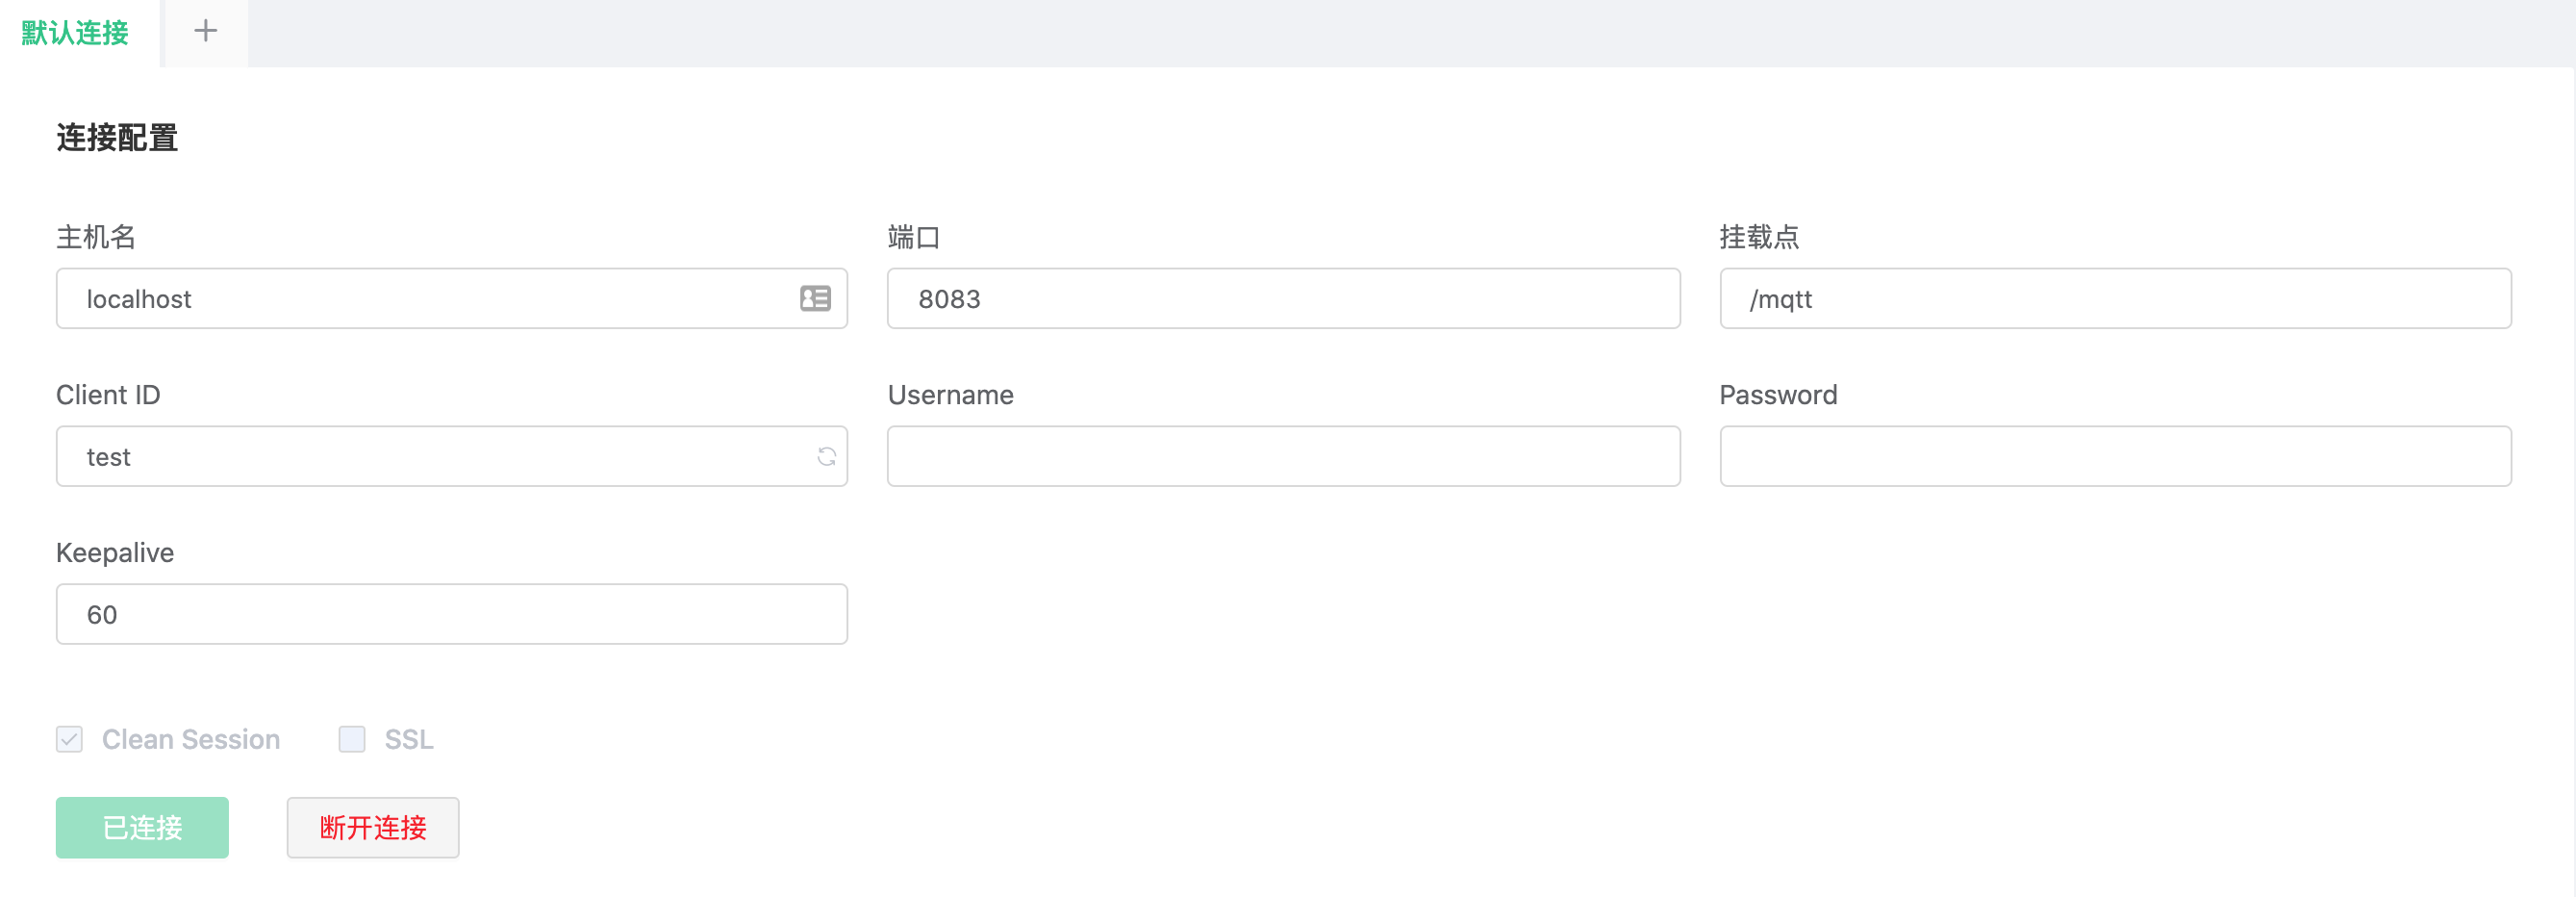 默认连接 +
连接配置
主机名 端口 挂载点
localhost 8083 /mqtt
Client ID Username Password
test
Keepalive
60
Clean Session SSL
已连接 断开连接